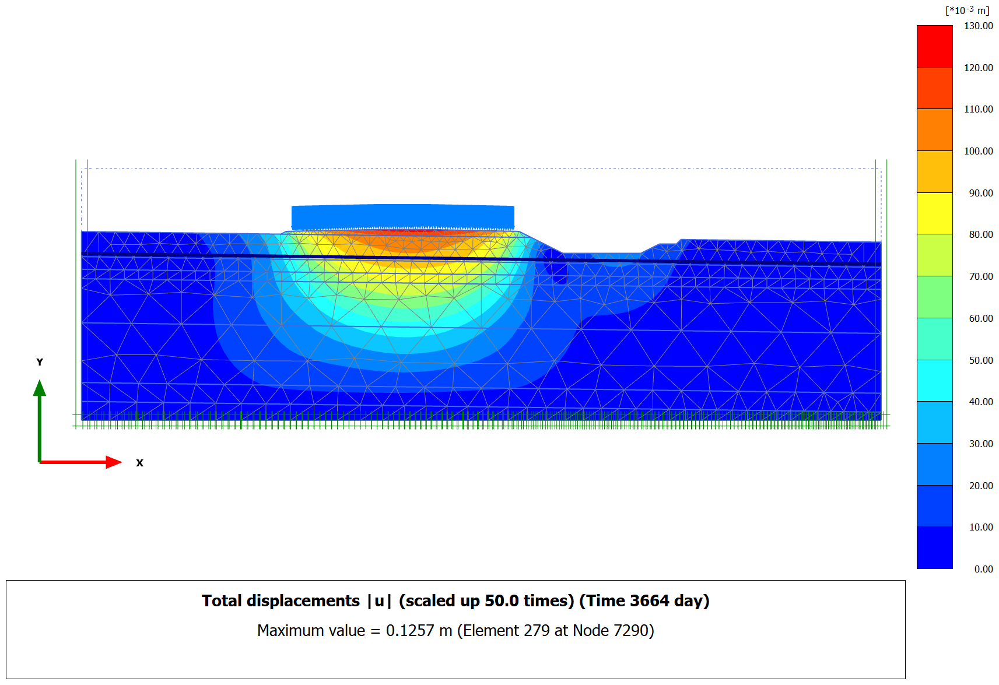 [*10⁻³ m]
130.00
120.00
110.00
100.00
90.00
80.00
70.00
60.00
50.00
40.00
30.00
20.00
10.00
0.00
Y
X
Total displacements |u| (scaled up 50.0 times) (Time 3664 day)
Maximum value = 0.1257 m (Element 279 at Node 7290)